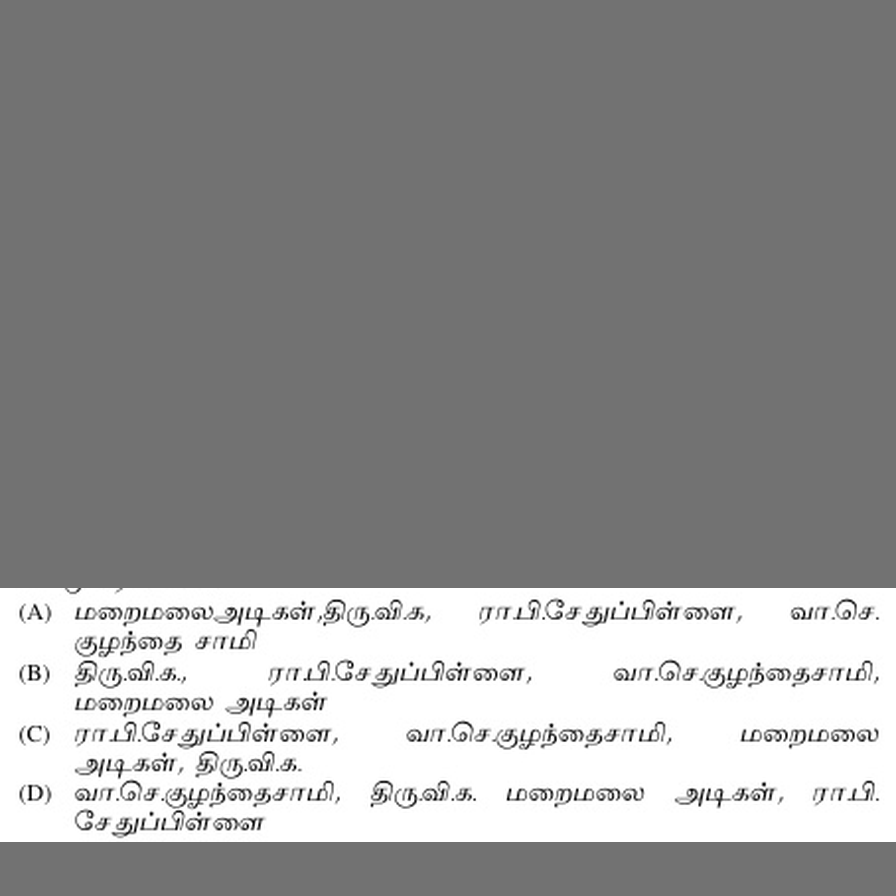 (A) மறைமலைஅடிகள்,திரு.வி.க, ரா.பி.சேதுப்பிள்ளை, வா.செ.
குழந்தை சாமி
(B) திரு.வி.க., ரா.பி.சேதுப்பிள்ளை, வா.செ.குழந்தைசாமி,
மறைமலை அடிகள்
(C) ரா.பி.சேதுப்பிள்ளை, வா.செ.குழந்தைசாமி, மறைமலை
அடிகள், திரு.வி.க.
(D) வா.செ.குழந்தைசாமி, திரு.வி.க. மறைமலை அடிகள், ரா.பி.
சேதுப்பிள்ளை